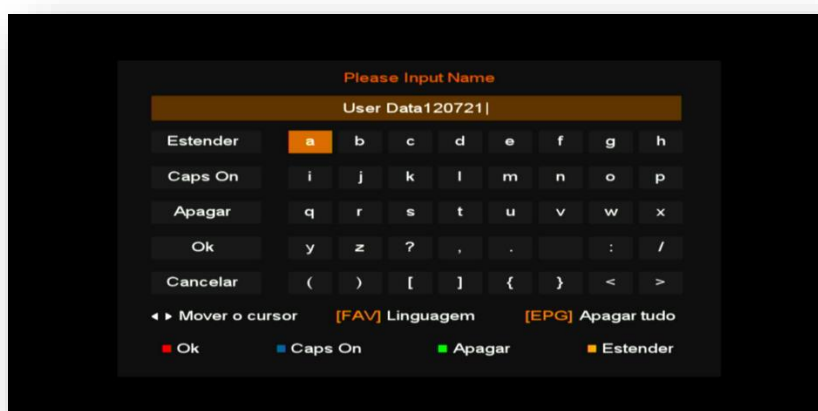 Please Input Name
User Data120721|
Estender a b c d e f g h
Caps On i j k l m n o p
Apagar q r s t u v w x
Ok y z ? , . : /
Cancelar ( ) [ ] { } < >
◄ ► Mover o cursor [FAV] Linguagem [EPG] Apagar tudo
Ok Caps On Apagar Estender